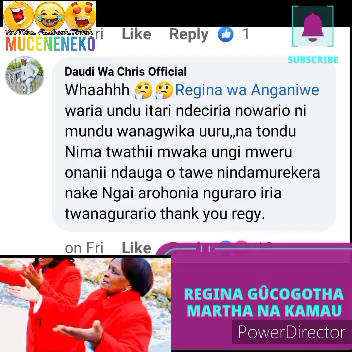 MUCENENEKO
ri Like Reply 1
SUBSCRIBE
Daudi Wa Chris Official
Whaahhh Regina wa Anganiwe
waria undu itari ndeciria nowario ni
mundu wanagwika uuru,,na tondu
Nima twathii mwaka ungi mweru
onanii ndauga o tawe nindamurekera
nake Ngai arohonia nguraro iria
twanagurario thank you regy.
on Fri Like
REGINA GŪCOGOTHA
MARTHA NA KAMAU
PowerDirector